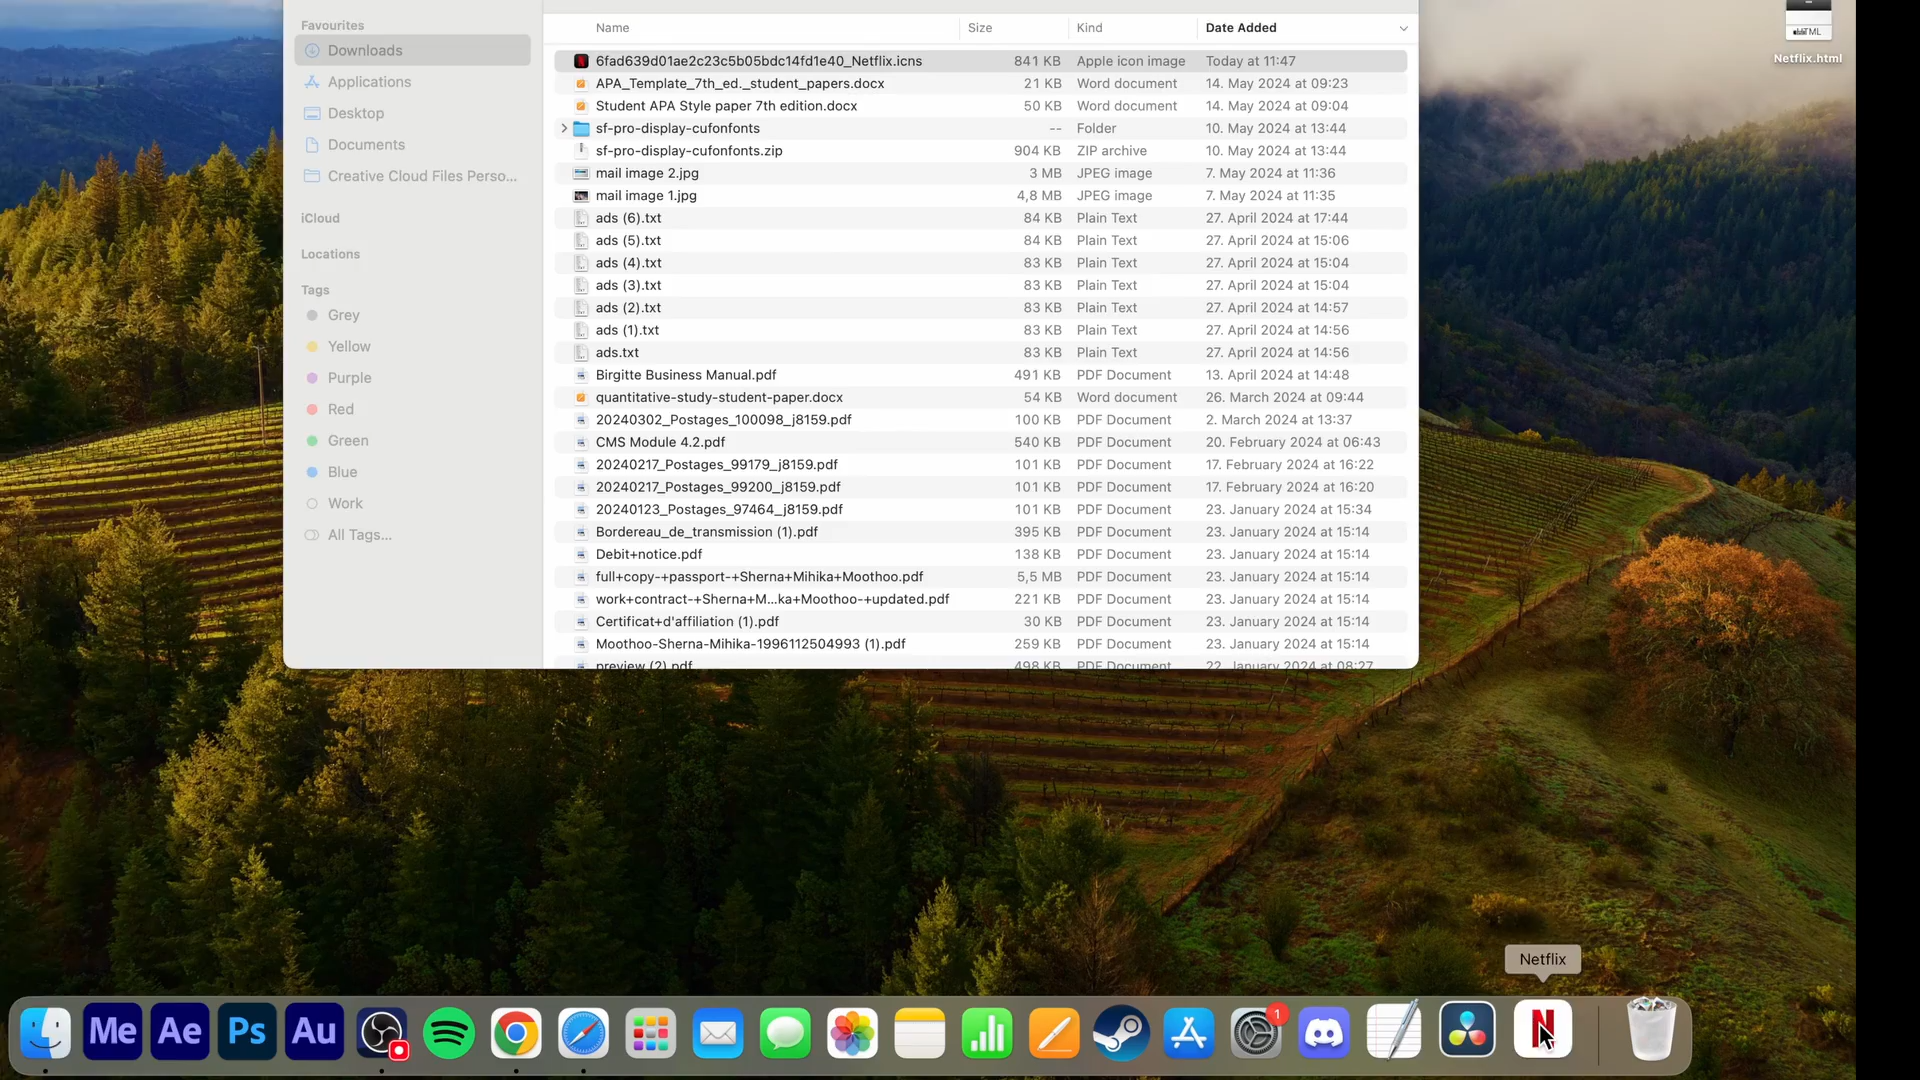 Favourites
Downloads
Applications
Desktop
Documents
Creative Cloud Files Perso...
iCloud
Locations
Tags
Grey
Yellow
Purple
Red
Green
Blue
Work
All Tags...
Name Size Kind Date Added
6fad639d01ae2c23c5b05bdc14fd1e40_Netflix.icns 841 KB Apple icon image Today at 11:47
APA_Template_7th_ed._student_papers.docx 21 KB Word document 14. May 2024 at 09:23
Student APA Style paper 7th edition.docx 50 KB Word document 14. May 2024 at 09:04
sf-pro-display-cufonfonts -- Folder 10. May 2024 at 13:44
sf-pro-display-cufonfonts.zip 904 KB ZIP archive 10. May 2024 at 13:44
mail image 2.jpg 3 MB JPEG image 7. May 2024 at 11:36
mail image 1.jpg 4,8 MB JPEG image 7. May 2024 at 11:35
ads (6).txt 84 KB Plain Text 27. April 2024 at 17:44
ads (5).txt 84 KB Plain Text 27. April 2024 at 15:06
ads (4).txt 83 KB Plain Text 27. April 2024 at 15:04
ads (3).txt 83 KB Plain Text 27. April 2024 at 15:04
ads (2).txt 83 KB Plain Text 27. April 2024 at 14:57
ads (1).txt 83 KB Plain Text 27. April 2024 at 14:56
ads.txt 83 KB Plain Text 27. April 2024 at 14:56
Birgitte Business Manual.pdf 491 KB PDF Document 13. April 2024 at 14:48
quantitative-study-student-paper.docx 54 KB Word document 26. March 2024 at 09:44
20240302_Postages_100098_j8159.pdf 100 KB PDF Document 2. March 2024 at 13:37
CMS Module 4.2.pdf 540 KB PDF Document 20. February 2024 at 06:43
20240217_Postages_99179_j8159.pdf 101 KB PDF Document 17. February 2024 at 16:22
20240217_Postages_99200_j8159.pdf 101 KB PDF Document 17. February 2024 at 16:20
20240123_Postages_97464_j8159.pdf 101 KB PDF Document 23. January 2024 at 15:34
Bordereau_de_transmission (1).pdf 395 KB PDF Document 23. January 2024 at 15:14
Debit+notice.pdf 138 KB PDF Document 23. January 2024 at 15:14
full+copy-+passport-+Sherna+Mihika+Moothoo.pdf 5,5 MB PDF Document 23. January 2024 at 15:14
work+contract-+Sherna+M...ka+Moothoo-+updated.pdf 221 KB PDF Document 23. January 2024 at 15:14
Certificat+d'affiliation (1).pdf 30 KB PDF Document 23. January 2024 at 15:14
Moothoo-Sherna-Mihika-1996112504993 (1).pdf 259 KB PDF Document 23. January 2024 at 15:14
preview (2).pdf 498 KB PDF Document 22. January 2024 at 08:27
HTML
Netflix.html
Netflix
Me Ae Ps Au 1 N